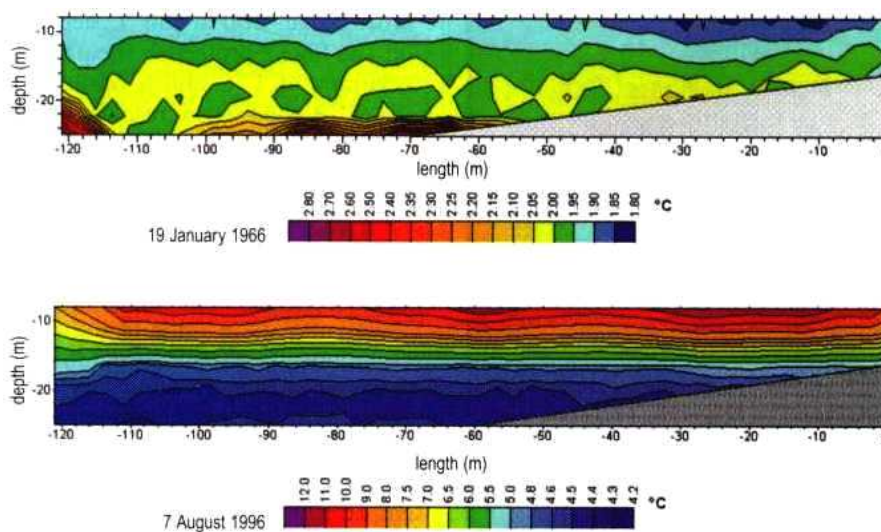 -10
-20
depth (m)
-120 -110 -100 -90 -80 -70 -60 -50 -40 -30 -20 -10
length (m)
2.80 2.70 2.60 2.50 2.40 2.35 2.30 2.25 2.20 2.15 2.10 2.05 2.00 1.95 1.90 1.85 1.80 °C
19 January 1966
-10
-20
depth (m)
-120 -110 -100 -90 -80 -70 -60 -50 -40 -30 -20 -10
length (m)
12.0 11.0 10.0 9.0 8.0 7.5 7.0 6.5 6.0 5.5 5.0 4.8 4.6 4.5 4.4 4.3 4.2 °C
7 August 1996